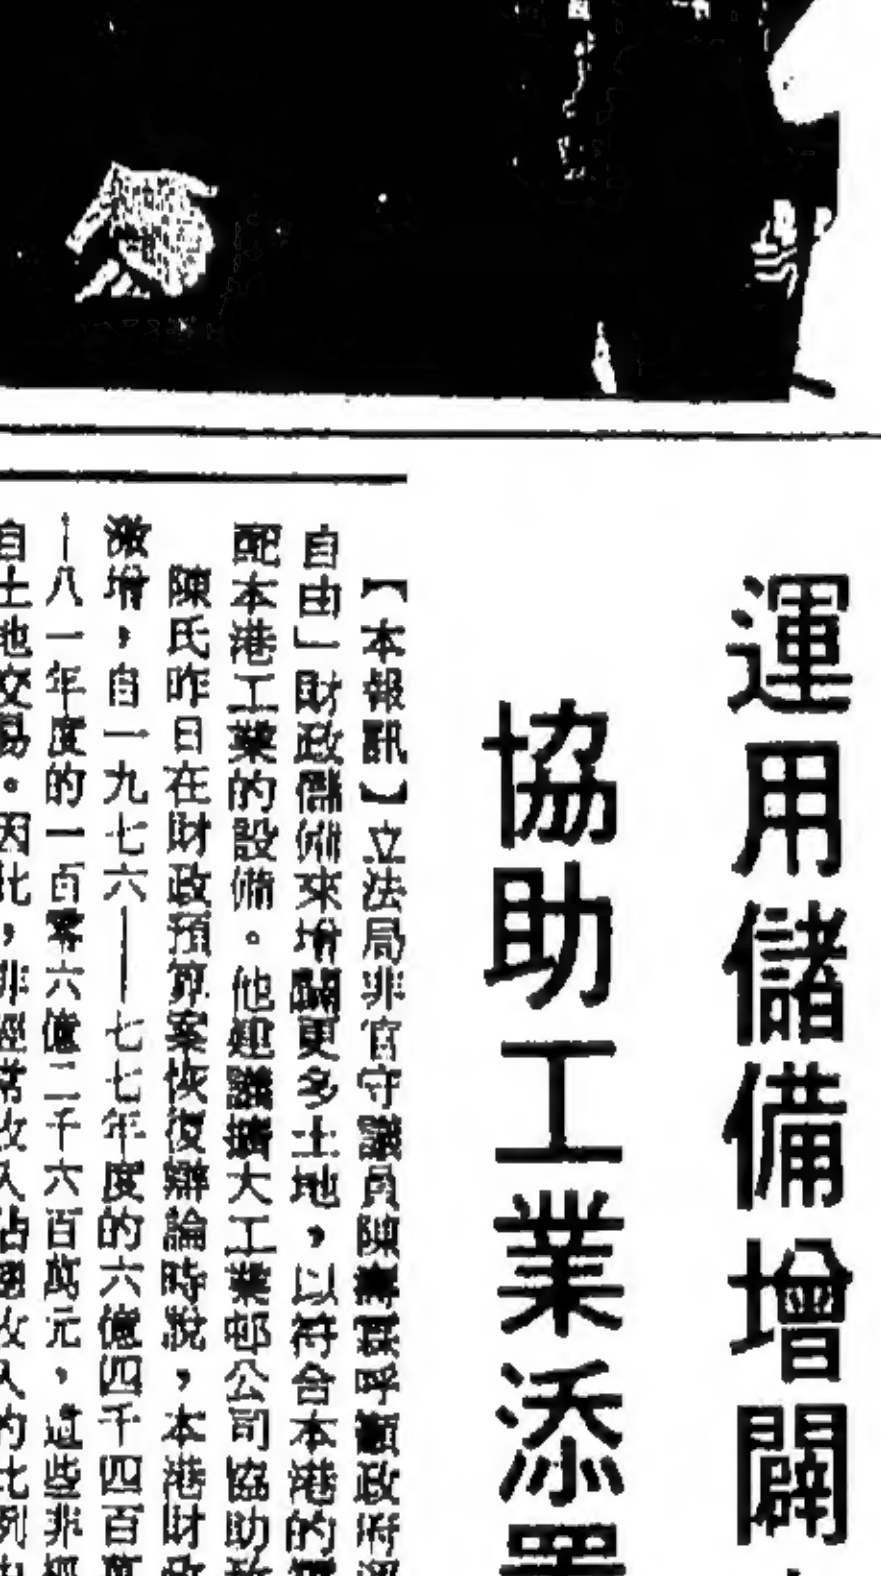 運用儲備增闢
協助工業添置
【本報訊】立法局非官守議員陳壽霖呼籲政府
自由」財政儲備來增闢更多土地,以符合本港的
配本港工業的設備。他建議擴大工業邨公司協助
陳氏昨日在財政預算案恢復辯論時說,本港財政
激增,自一九七六——七七年度的六億四千四百萬
—八一年度的一百零六億二千六百萬元,這些非經
自土地交易。因此,非經常收入佔總收入的比例由